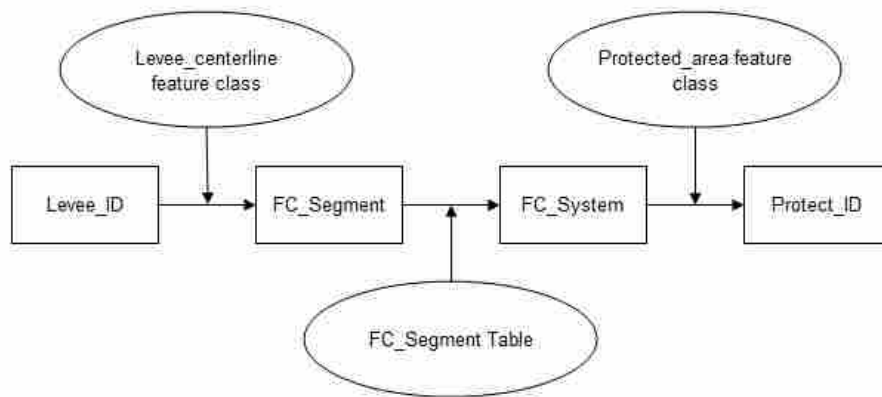 Levee_centerline
feature class
Protected_area feature
class
Levee_ID
FC_Segment
FC_System
Protect_ID
FC_Segment Table